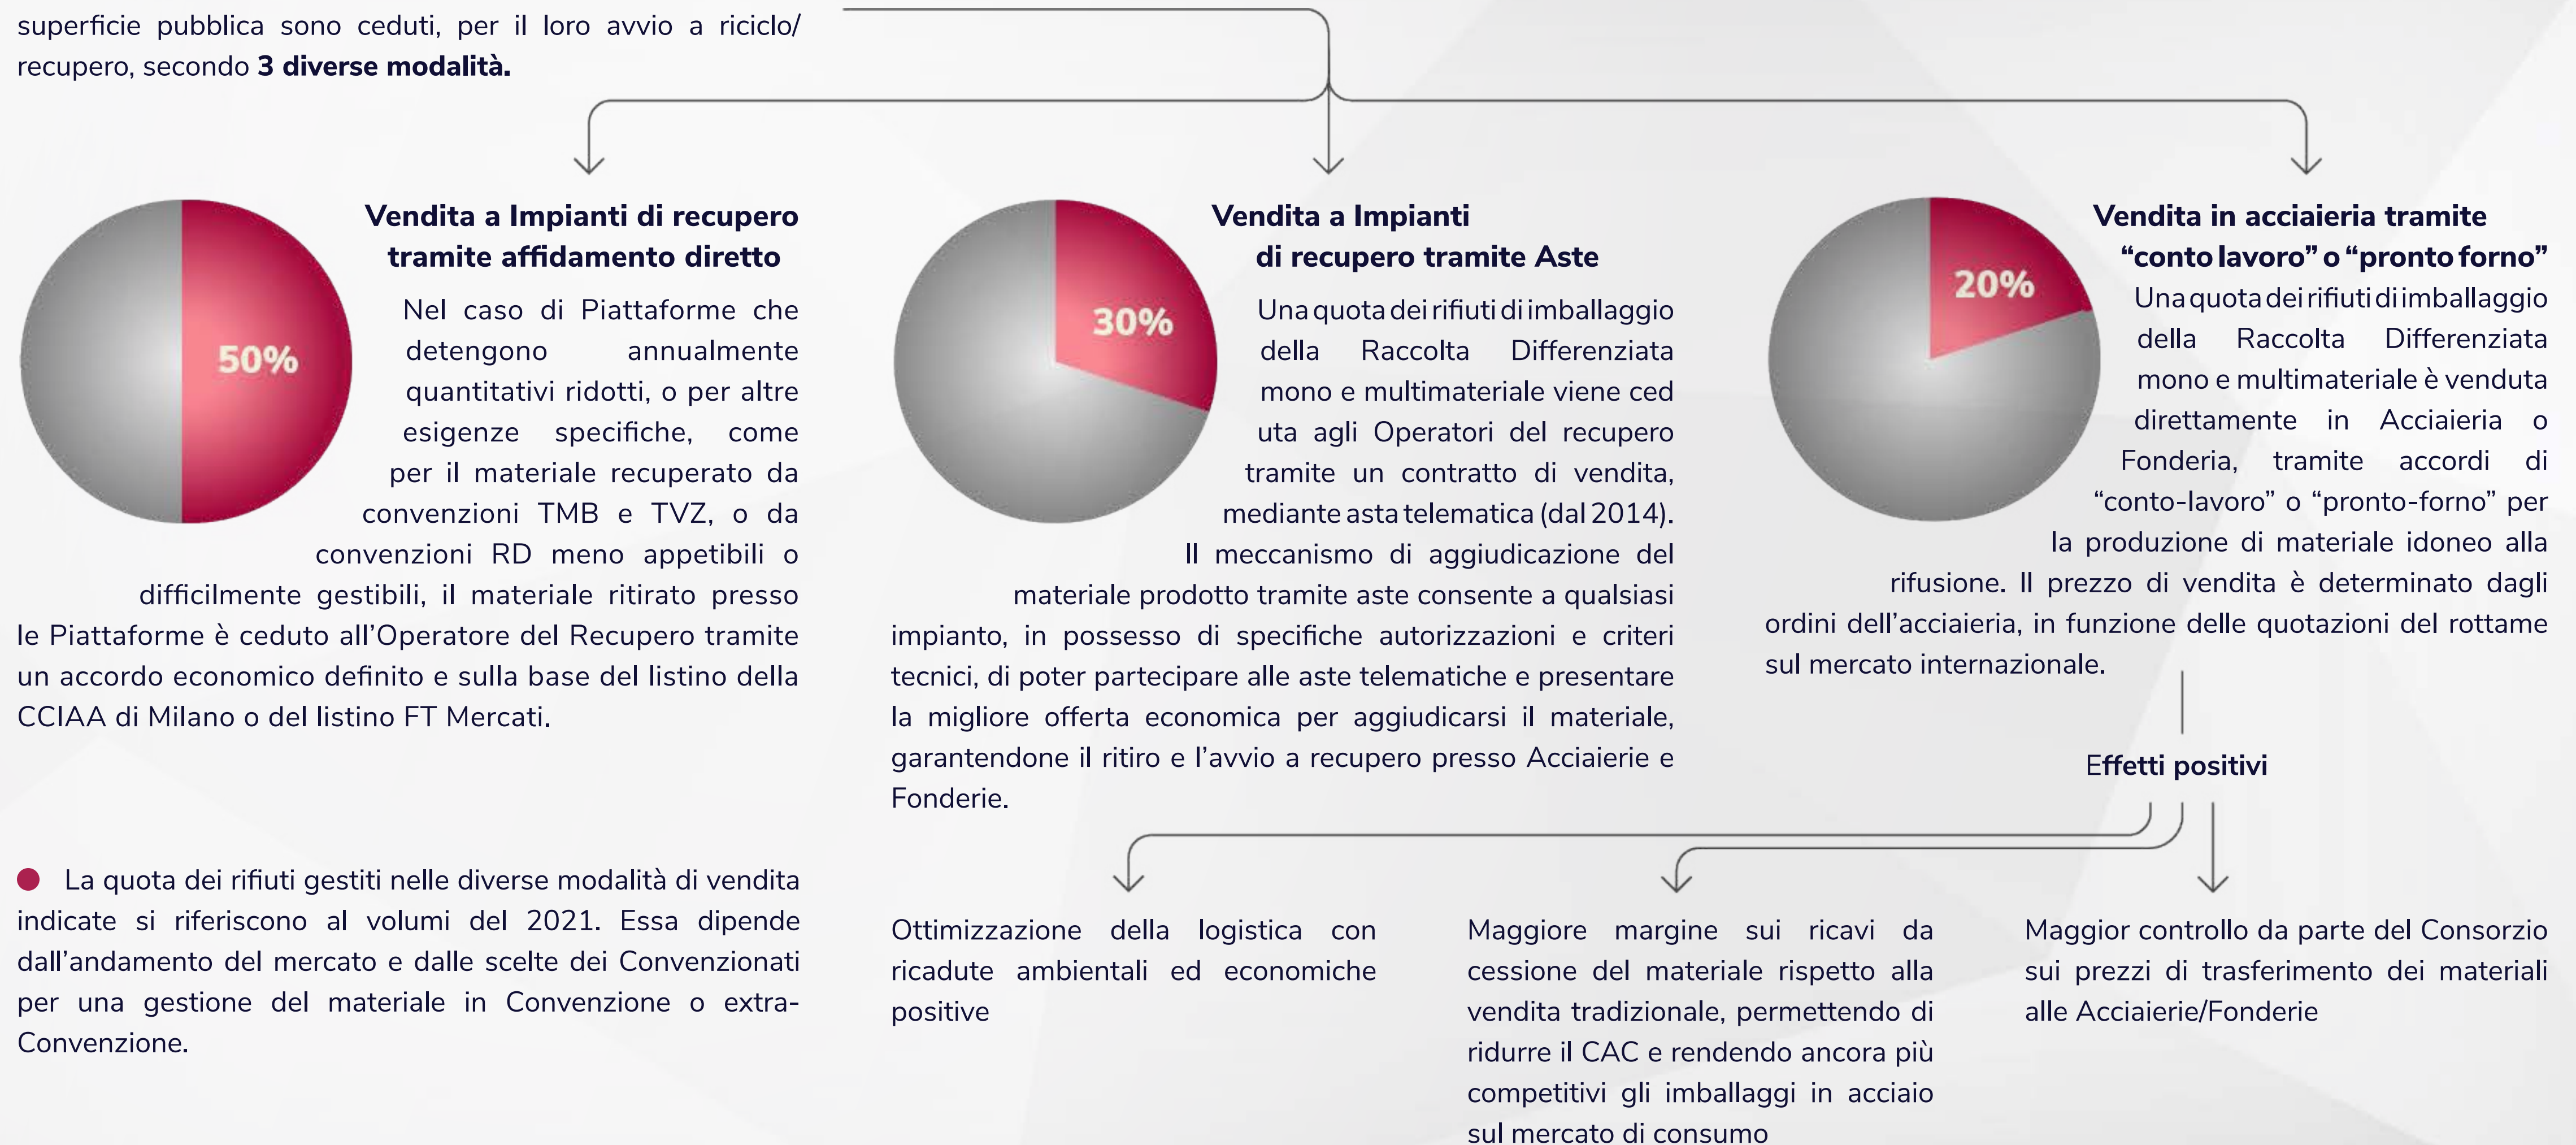 superficie pubblica sono ceduti, per il loro avvio a riciclo/
recupero, secondo 3 diverse modalità.
50%
Vendita a Impianti di recupero
tramite affidamento diretto
Nel caso di Piattaforme che
detengono annualmente
quantitativi ridotti, o per altre
esigenze specifiche, come
per il materiale recuperato da
convenzioni TMB e TVZ, o da
convenzioni RD meno appetibili o
difficilmente gestibili, il materiale ritirato presso
le Piattaforme è ceduto all'Operatore del Recupero tramite
un accordo economico definito e sulla base del listino della
CCIAA di Milano o del listino FT Mercati.
30%
Vendita a Impianti
di recupero tramite Aste
Una quota dei rifiuti di imballaggio
della Raccolta Differenziata
mono e multimateriale viene ced
uta agli Operatori del recupero
tramite un contratto di vendita,
mediante asta telematica (dal 2014).
Il meccanismo di aggiudicazione del
materiale prodotto tramite aste consente a qualsiasi
impianto, in possesso di specifiche autorizzazioni e criteri
tecnici, di poter partecipare alle aste telematiche e presentare
la migliore offerta economica per aggiudicarsi il materiale,
garantendone il ritiro e l'avvio a recupero presso Acciaierie e
Fonderie.
20%
Vendita in acciaieria tramite
“conto lavoro” o “pronto forno”
Una quota dei rifiuti di imballaggio
della Raccolta Differenziata
mono e multimateriale è venduta
direttamente in Acciaieria o
Fonderia, tramite accordi di
“conto-lavoro” o “pronto-forno” per
la produzione di materiale idoneo alla
rifusione. Il prezzo di vendita è determinato dagli
ordini dell'acciaieria, in funzione delle quotazioni del rottame
sul mercato internazionale.
Effetti positivi
La quota dei rifiuti gestiti nelle diverse modalità di vendita
indicate si riferiscono al volumi del 2021. Essa dipende
dall'andamento del mercato e dalle scelte dei Convenzionati
per una gestione del materiale in Convenzione o extra-
Convenzione.
Ottimizzazione della logistica con
ricadute ambientali ed economiche
positive
Maggiore margine sui ricavi da
cessione del materiale rispetto alla
vendita tradizionale, permettendo di
ridurre il CAC e rendendo ancora più
competitivi gli imballaggi in acciaio
sul mercato di consumo
Maggior controllo da parte del Consorzio
sui prezzi di trasferimento dei materiali
alle Acciaierie/Fonderie